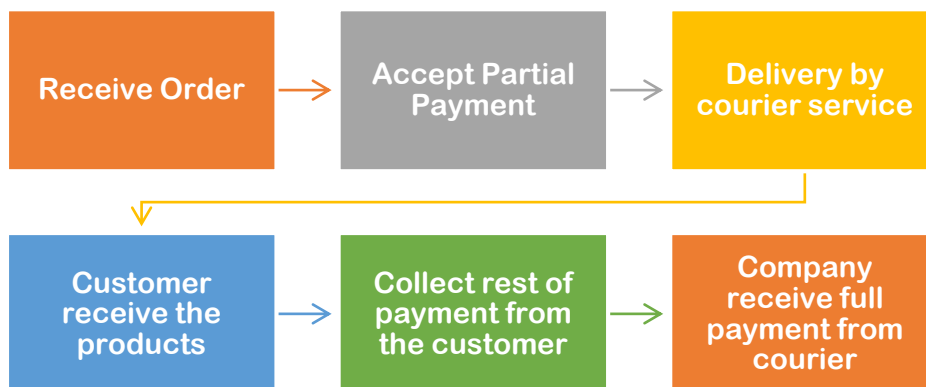 Receive Order
Accept Partial
Payment
Delivery by
courier service
Customer
receive the
products
Collect rest of
payment from
the customer
Company
receive full
payment from
courier